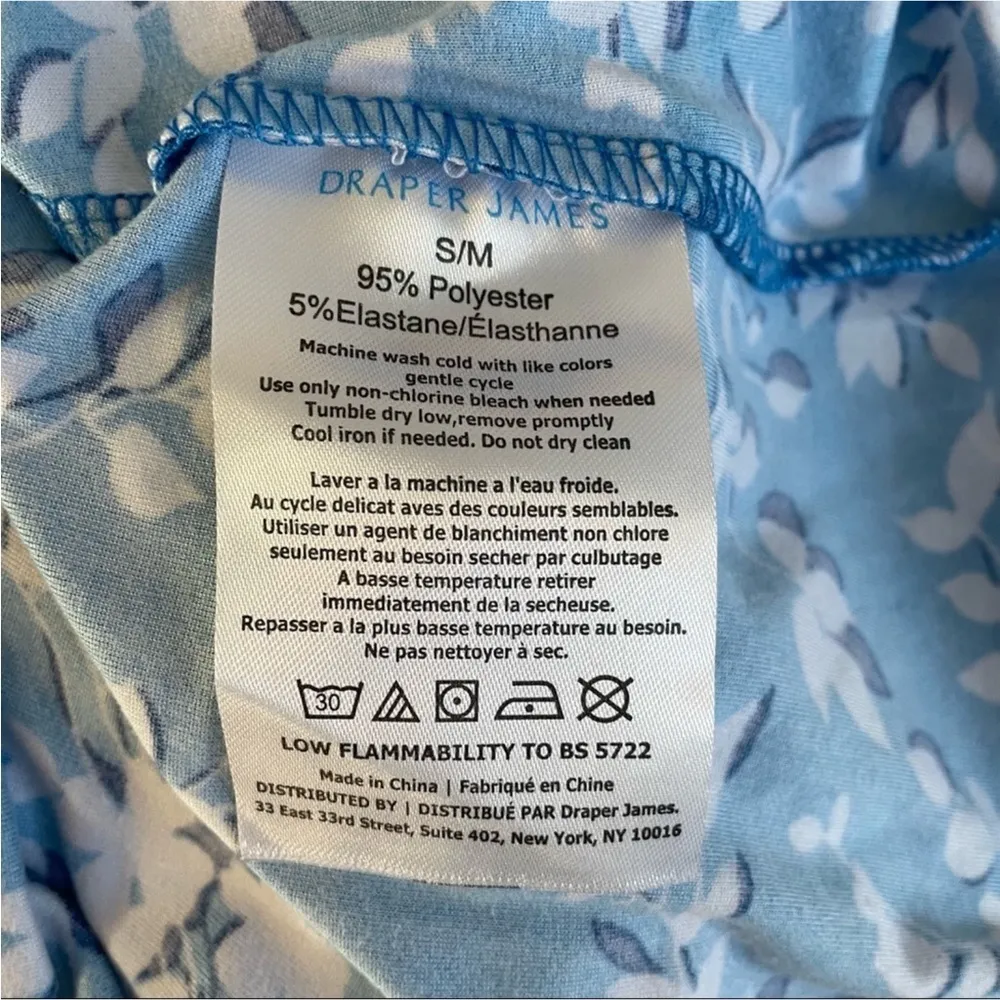 DRAPER JAMES
S/M
95% Polyester
5%Elastane/Élasthanne
Machine wash cold with like colors
gentle cycle
Use only non-chlorine bleach when needed
Tumble dry low,remove promptly
Cool iron if needed. Do not dry clean
Laver a la machine a l'eau froide.
Au cycle delicat aves des couleurs semblables.
Utiliser un agent de blanchiment non chlore
seulement au besoin secher par culbutage
A basse temperature retirer
immediatement de la secheuse.
Repasser a la plus basse temperature au besoin.
Ne pas nettoyer à sec.
30
LOW FLAMMABILITY TO BS 5722
Made in China | Fabriqué en Chine
DISTRIBUTED BY | DISTRIBUÉ PAR Draper James.
33 East 33rd Street, Suite 402, New York, NY 10016